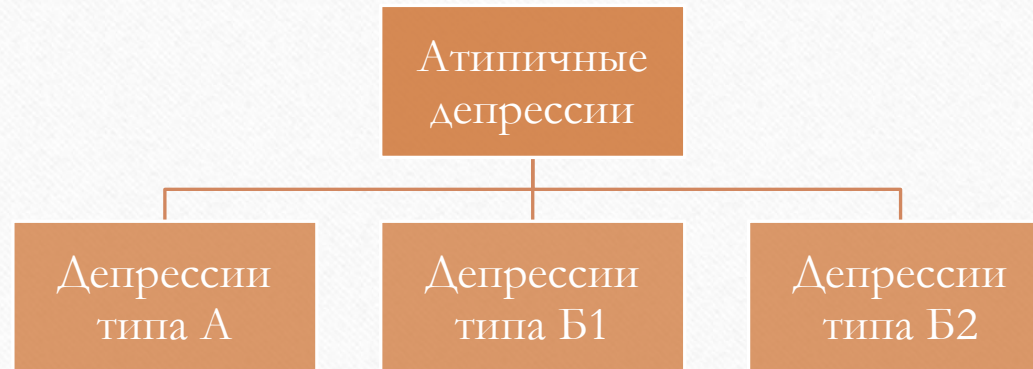 Атипичные
депрессии
Депрессии
типа А
Депрессии
типа Б1
Депрессии
типа Б2